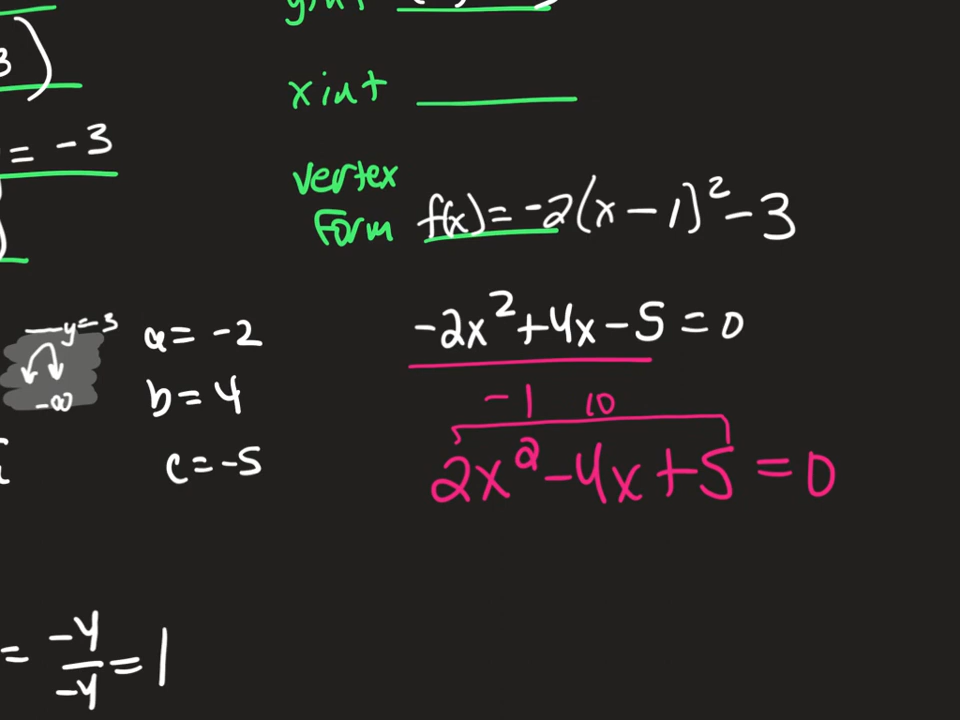 3)
x int
= -3
vertex
Form f(x) = -2(x - 1)² - 3
y=-3
-∞
a = -2
b = 4
c = -5
-2x² + 4x - 5 = 0
-1 10
2x² - 4x + 5 = 0
= -4/-4 = 1